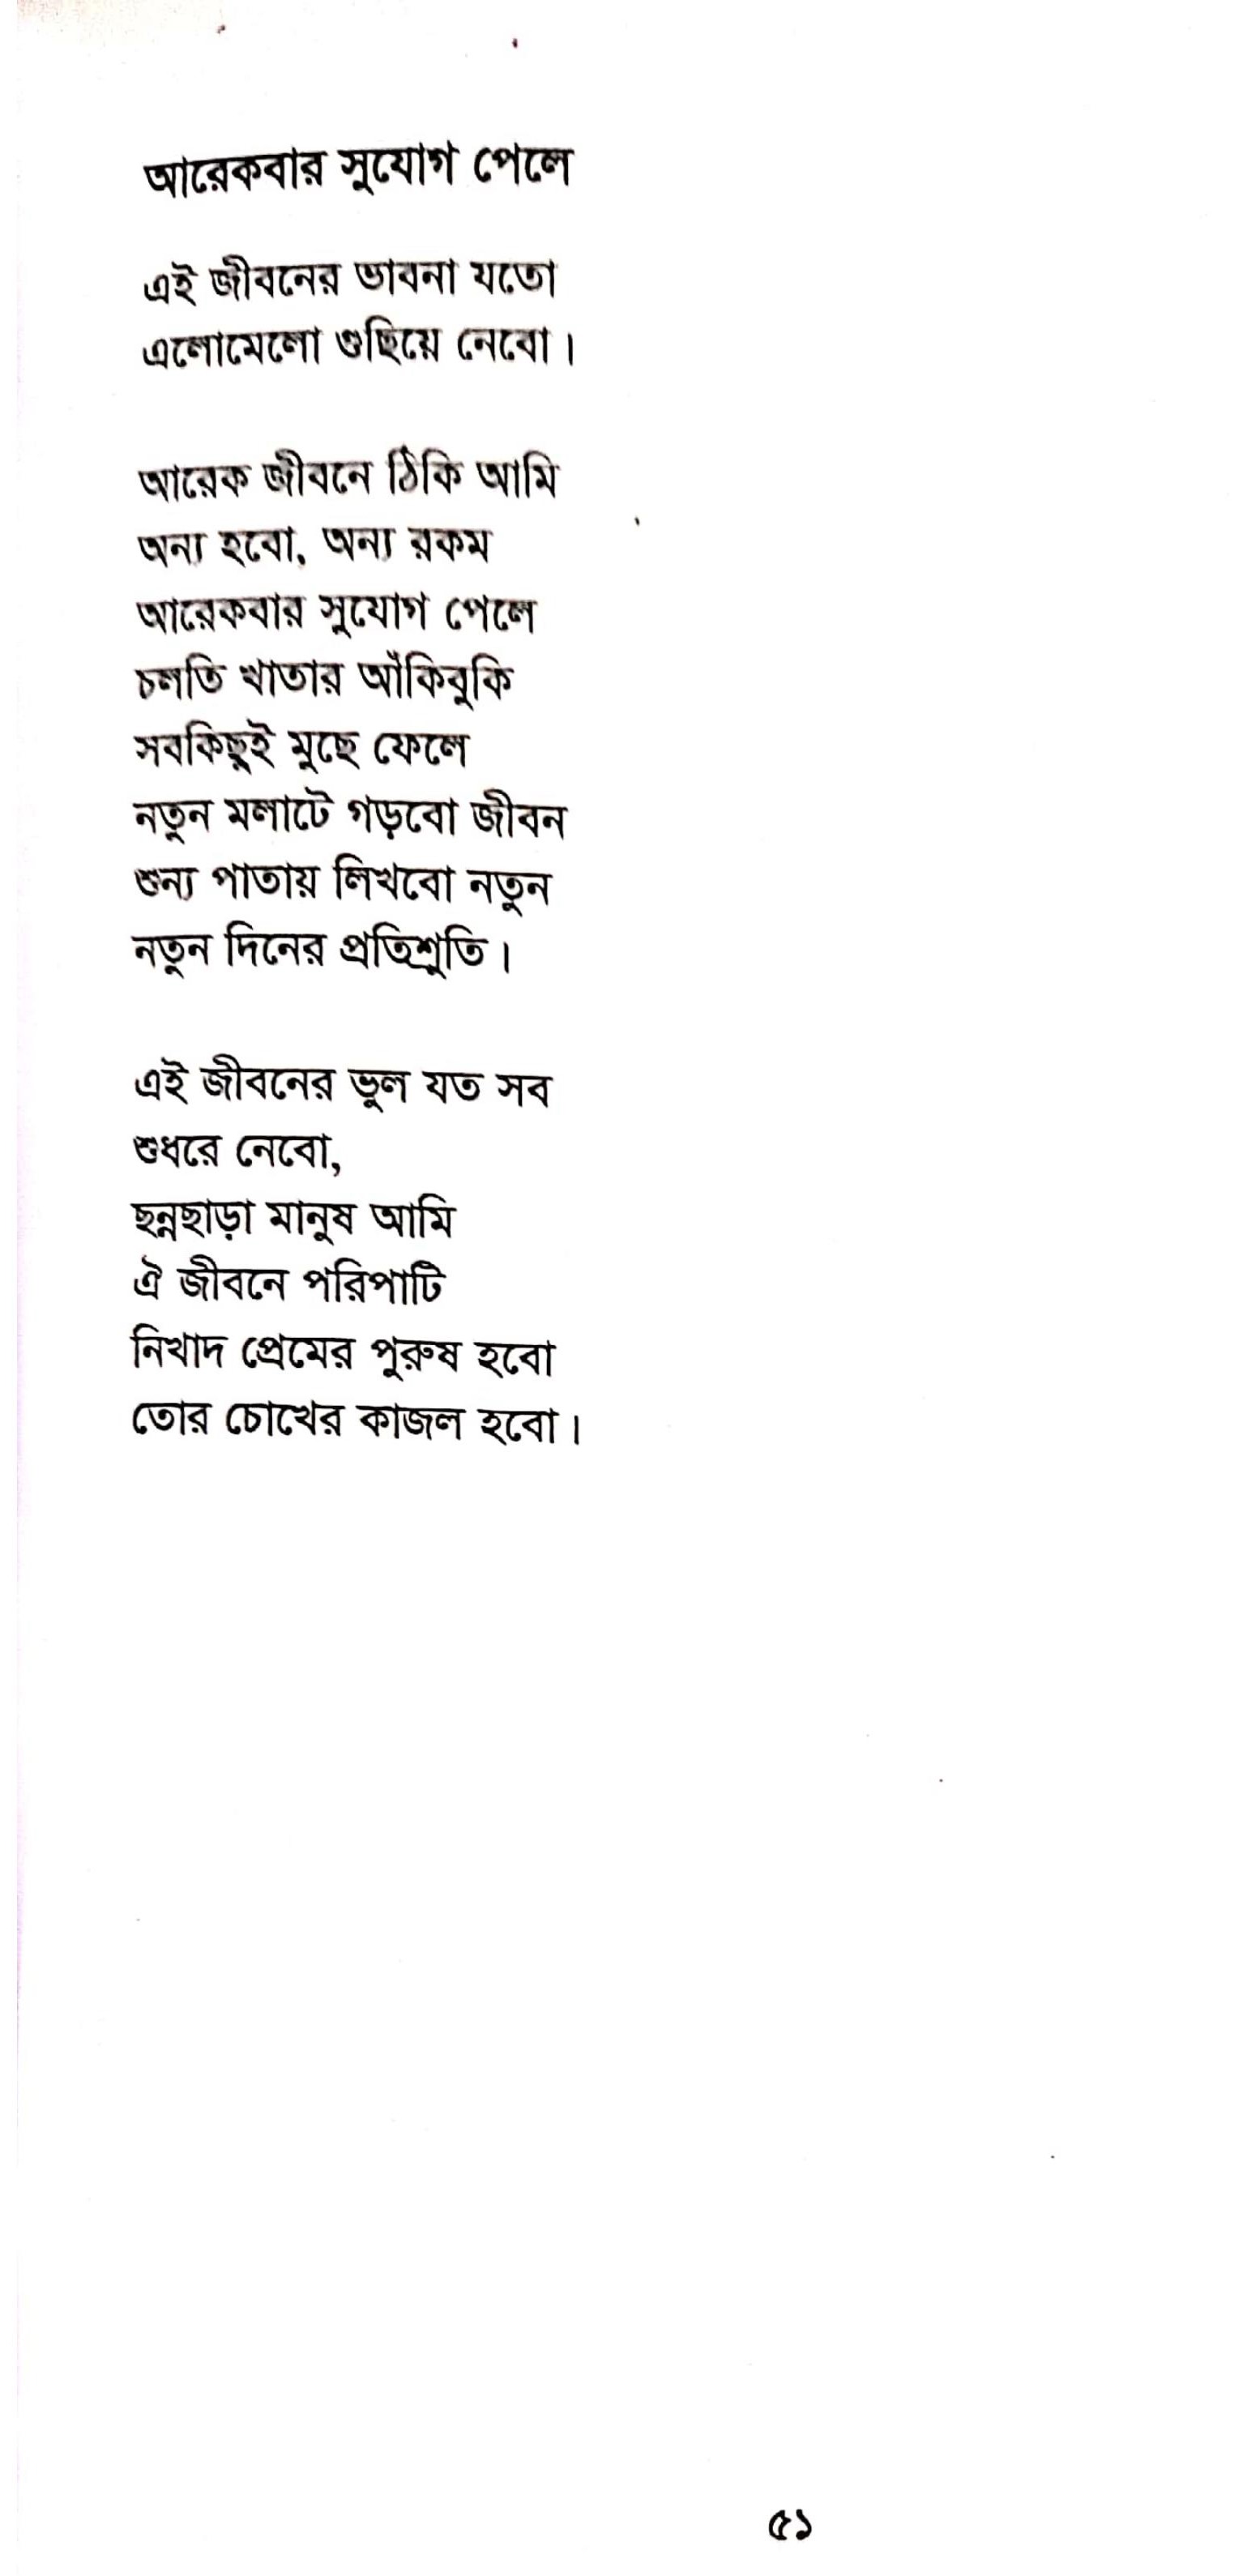 আরেকবার সুযোগ পেলে
এই জীবনের ভাবনা যতো
এলোমেলো গুছিয়ে নেবো।
আরেক জীবনে ঠিকি আমি
অন্য হবো, অন্য রকম
আরেকবার সুযোগ পেলে
চলতি খাতার আঁকিবুকি
সবকিছুই মুছে ফেলে
নতুন মলাটে গড়বো জীবন
শুন্য পাতায় লিখবো নতুন
নতুন দিনের প্রতিশ্রুতি।
এই জীবনের ভুল যত সব
শুধরে নেবো,
ছন্নছাড়া মানুষ আমি
ঐ জীবনে পরিপাটি
নিখাদ প্রেমের পুরুষ হবো
তোর চোখের কাজল হবো।
৫১